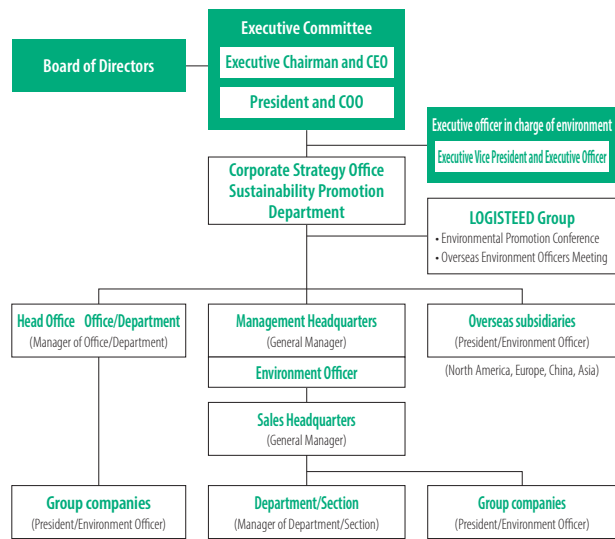 Executive Committee
Board of Directors
Executive Chairman and CEO
President and COO
Executive officer in charge of environment
Executive Vice President and Executive Officer
Corporate Strategy Office
Sustainability Promotion
Department
LOGISTEED Group
• Environmental Promotion Conference
• Overseas Environment Officers Meeting
Head Office Office/Department
(Manager of Office/Department)
Management Headquarters
(General Manager)
Environment Officer
Overseas subsidiaries
(President/Environment Officer)
(North America, Europe, China, Asia)
Sales Headquarters
(General Manager)
Group companies
(President/Environment Officer)
Department/Section
(Manager of Department/Section)
Group companies
(President/Environment Officer)